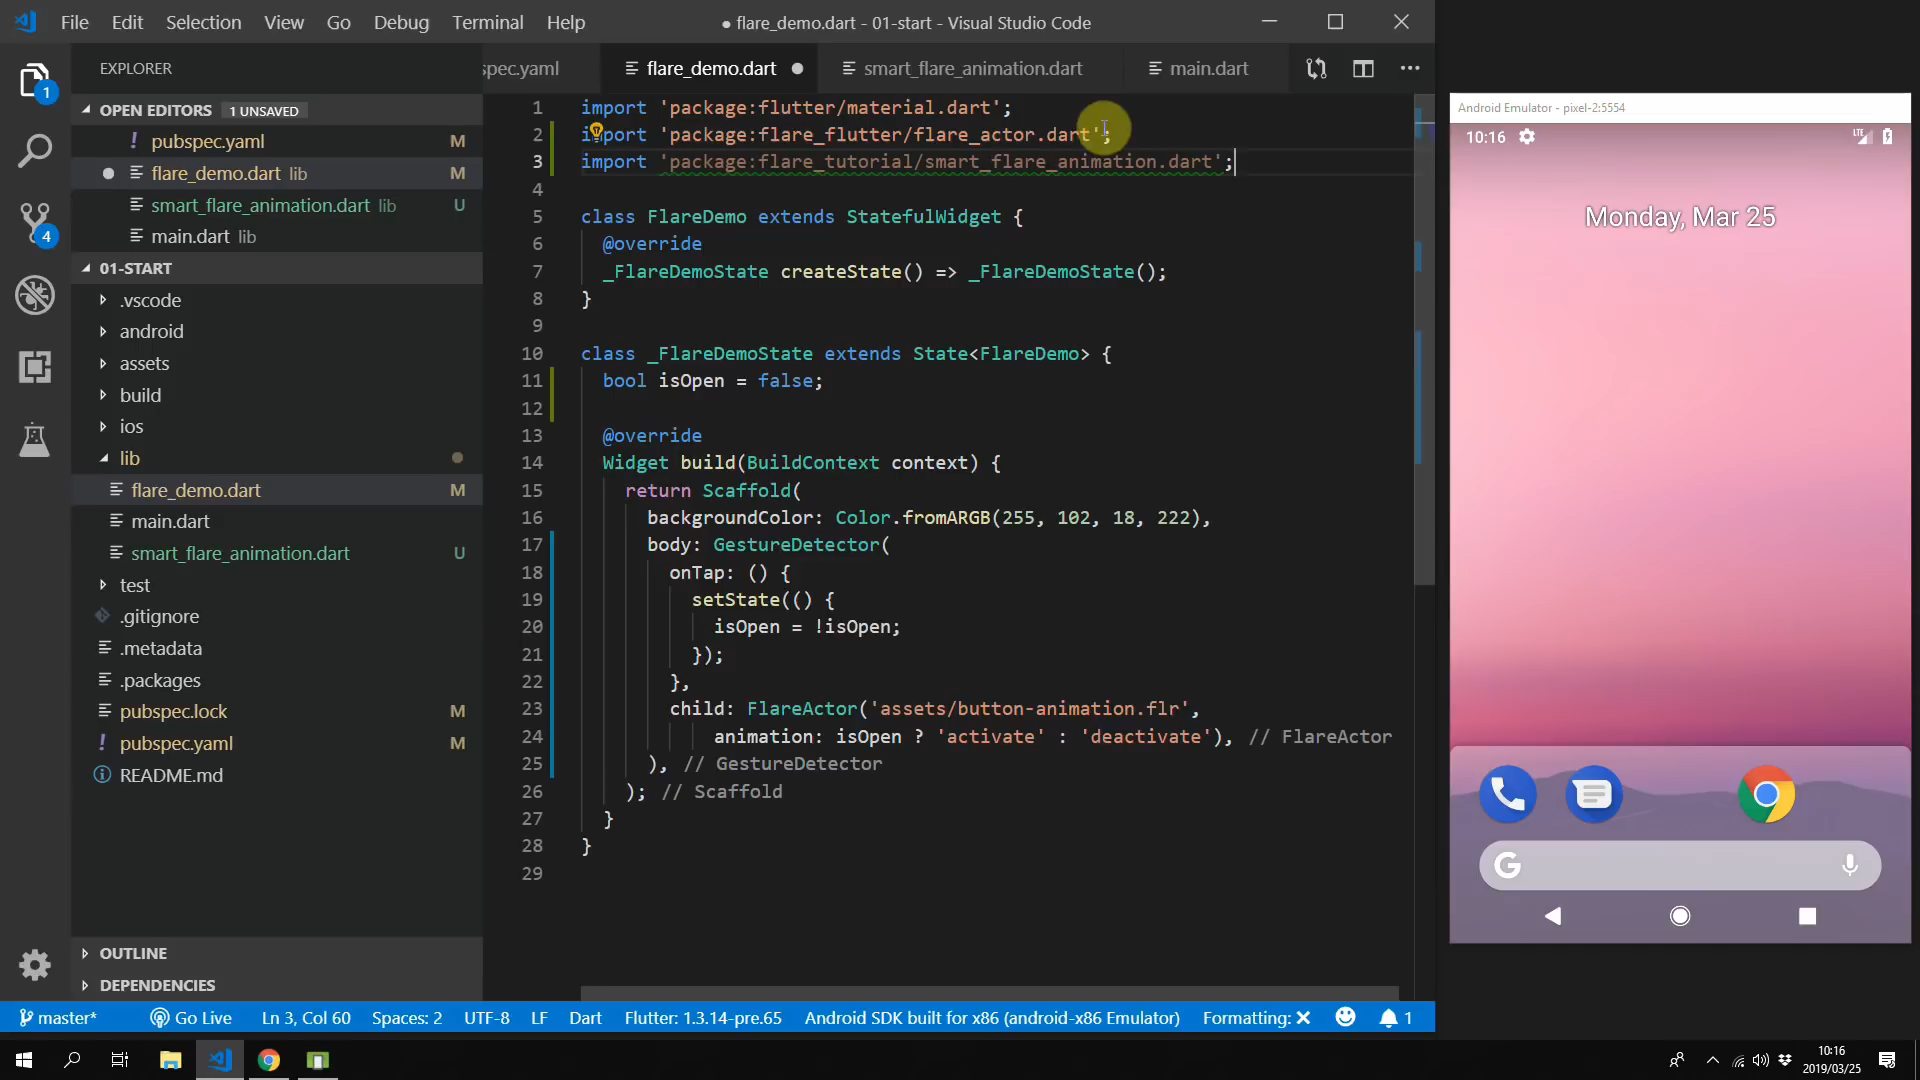 File Edit Selection View Go Debug Terminal Help
● flare_demo.dart - 01-start - Visual Studio Code
EXPLORER
spec.yaml
flare_demo.dart
smart_flare_animation.dart
main.dart
OPEN EDITORS 1 UNSAVED
pubspec.yaml M
flare_demo.dart lib M
smart_flare_animation.dart lib U
main.dart lib
01-START
.vscode
android
assets
build
ios
lib
flare_demo.dart M
main.dart
smart_flare_animation.dart U
test
.gitignore
.metadata
.packages
pubspec.lock M
! pubspec.yaml M
README.md
OUTLINE
DEPENDENCIES
1
4
1 import 'package:flutter/material.dart';
2 import 'package:flare_flutter/flare_actor.dart';
3 import 'package:flare_tutorial/smart_flare_animation.dart';
4
5 class FlareDemo extends StatefulWidget {
6 @override
7 _FlareDemoState createState() => _FlareDemoState();
8 }
9
10 class _FlareDemoState extends State<FlareDemo> {
11 bool isOpen = false;
12
13 @override
14 Widget build(BuildContext context) {
15 return Scaffold(
16 backgroundColor: Color.fromARGB(255, 102, 18, 222),
17 body: GestureDetector(
18 onTap: () {
19 setState(() {
20 isOpen = !isOpen;
21 });
22 },
23 child: FlareActor('assets/button-animation.flr',
24 animation: isOpen ? 'activate' : 'deactivate'), // FlareActor
25 ), // GestureDetector
26 ); // Scaffold
27 }
28 }
29
Android Emulator - pixel-2:5554
10:16
LTE
Monday, Mar 25
G
master* Go Live Ln 3, Col 60 Spaces: 2 UTF-8 LF Dart Flutter: 1.3.14-pre.65 Android SDK built for x86 (android-x86 Emulator) Formatting: ✕ 1
10:16
2019/03/25